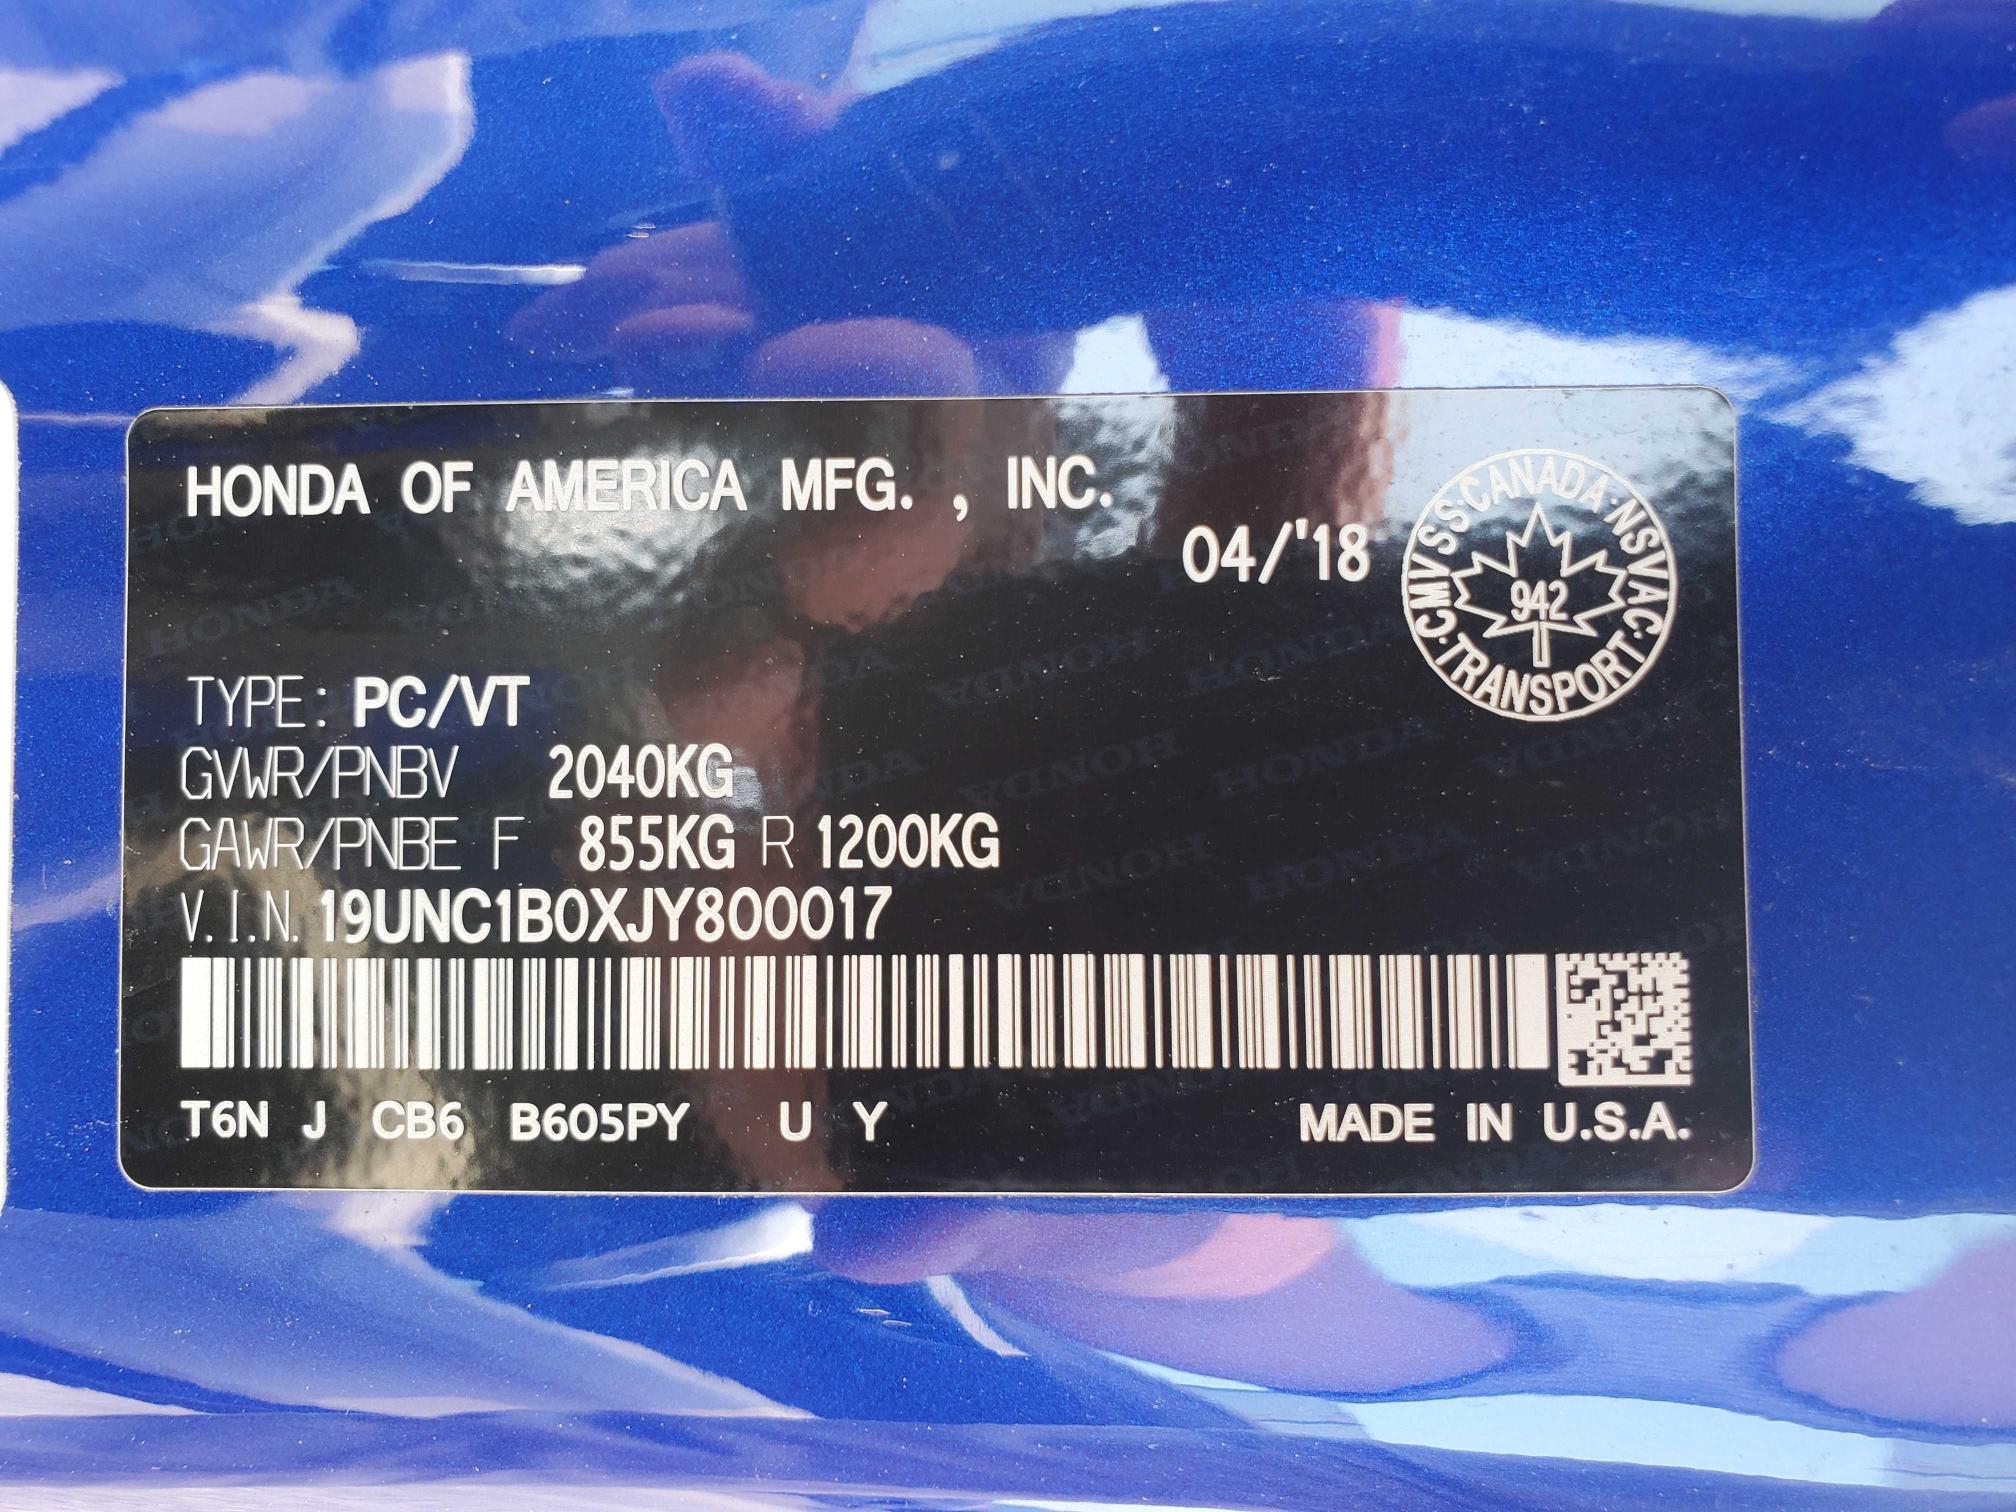 HONDA OF AMERICA MFG. , INC.
04/'18
CMVSS·CANADA·NSVAC·TRANSPORT·
942
TYPE: PC/VT
GVWR/PNBV 2040KG
GAWR/PNBE F 855KG R 1200KG
V.I.N. 19UNC1B0XJY800017
T6N J CB6 B605PY U Y MADE IN U.S.A.